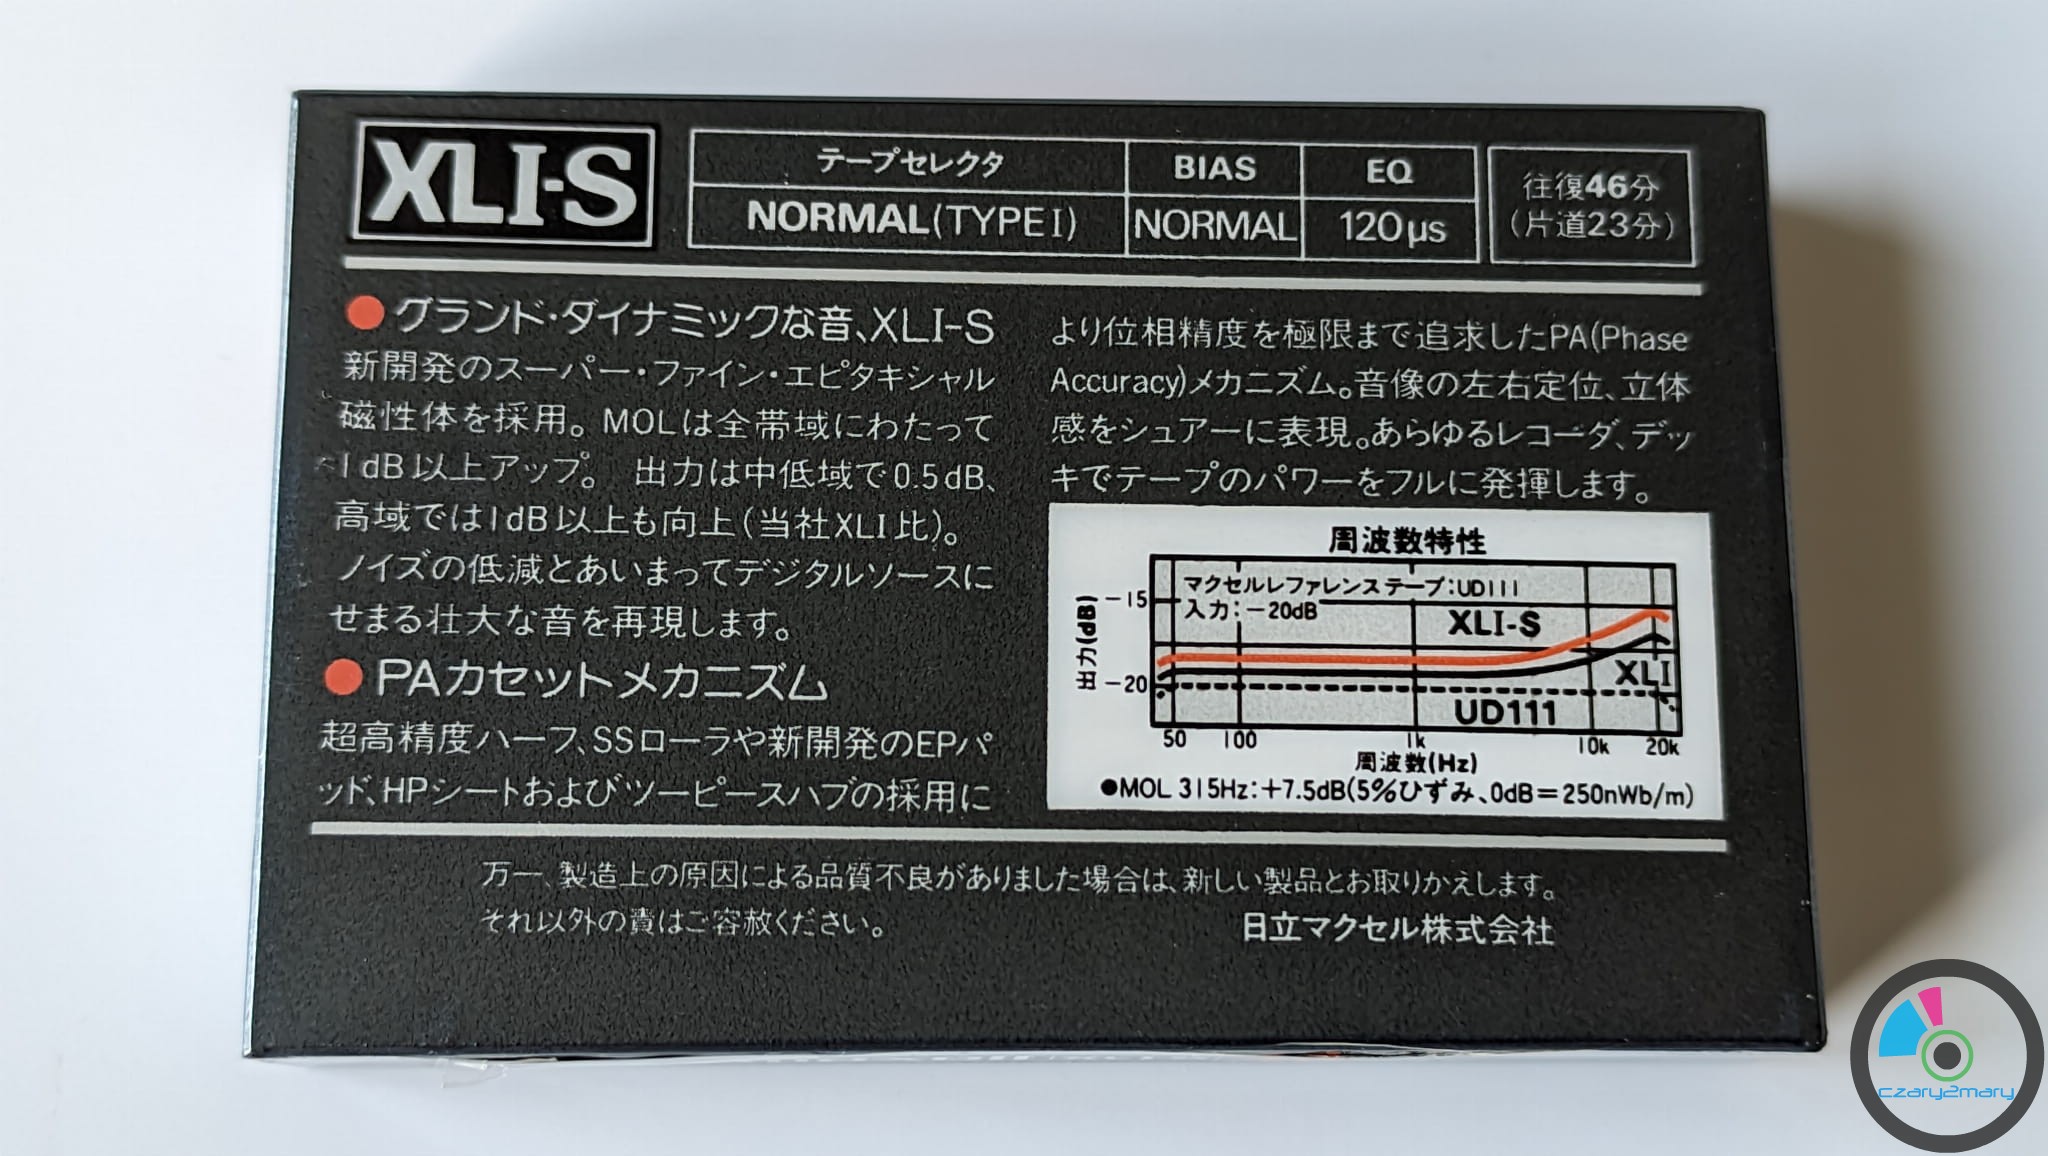 XLI-S
テープセレクタ BIAS EQ
NORMAL(TYPE I) NORMAL 120μs
往復46分
(片道23分)
●グランド・ダイナミックな音、XLI-S
新開発のスーパー・ファイン・エピタキシャル
磁性体を採用。MOLは全帯域にわたって
1dB以上アップ。 出力は中低域で0.5dB、
高域では1dB以上も向上(当社XLI比)。
ノイズの低減とあいまってデジタルソースに
せまる壮大な音を再現します。
●PAカセットメカニズム
超高精度ハーフ、SSローラや新開発のEPパ
ッド、HPシートおよびツーピースハブの採用に
より位相精度を極限まで追求したPA(Phase
Accuracy)メカニズム。音像の左右定位、立体
感をシュアーに表現。あらゆるレコーダ、デッ
キでテープのパワーをフルに発揮します。
周波数特性
マクセルレファレンステープ:UD111
入力:-20dB
出力(dB)
-15
-20
XLI-S
XLI
UD111
50 100 1k 10k 20k
周波数(Hz)
●MOL 315Hz:+7.5dB(5%ひずみ、0dB=250nWb/m)
万一、製造上の原因による品質不良がありました場合は、新しい製品とお取りかえします。
それ以外の責はご容赦ください。
日立マクセル株式会社
czary2mary